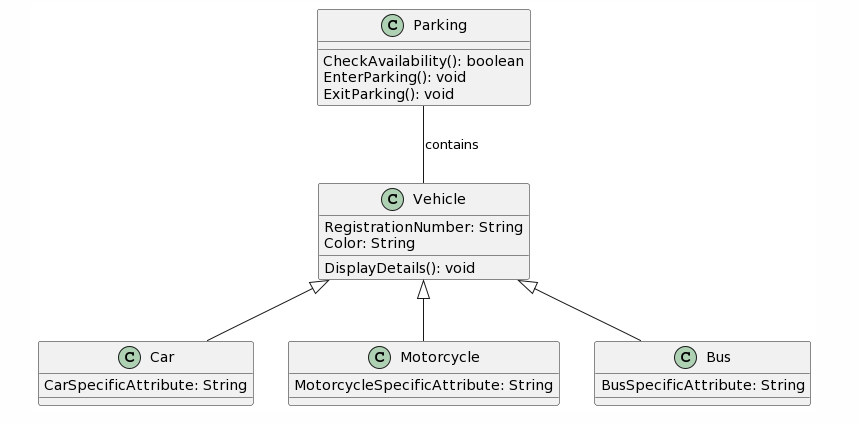 C Parking
CheckAvailability(): boolean
EnterParking(): void
ExitParking(): void
contains
C Vehicle
RegistrationNumber: String
Color: String
DisplayDetails(): void
C Car
CarSpecificAttribute: String
C Motorcycle
MotorcycleSpecificAttribute: String
C Bus
BusSpecificAttribute: String